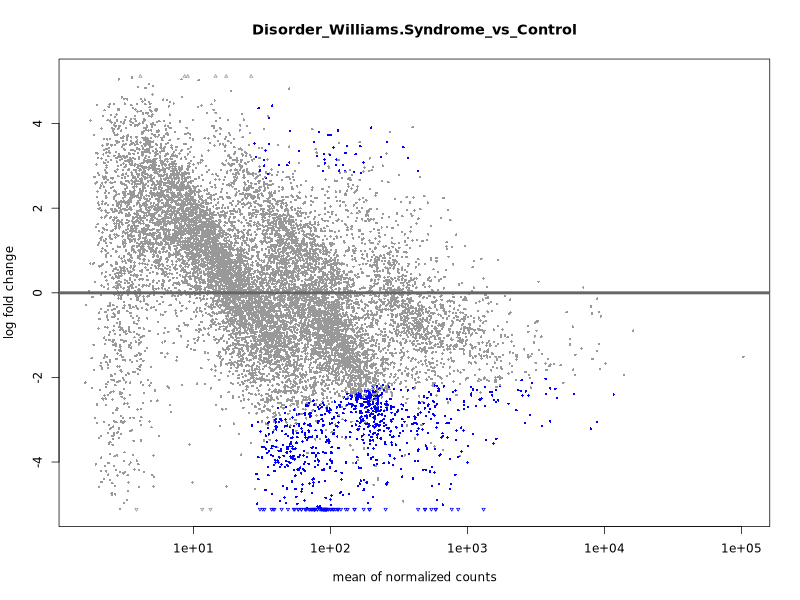 Disorder_Williams.Syndrome_vs_Control
log fold change
4
2
0
-2
-4
1e+01 1e+02 1e+03 1e+04 1e+05
mean of normalized counts